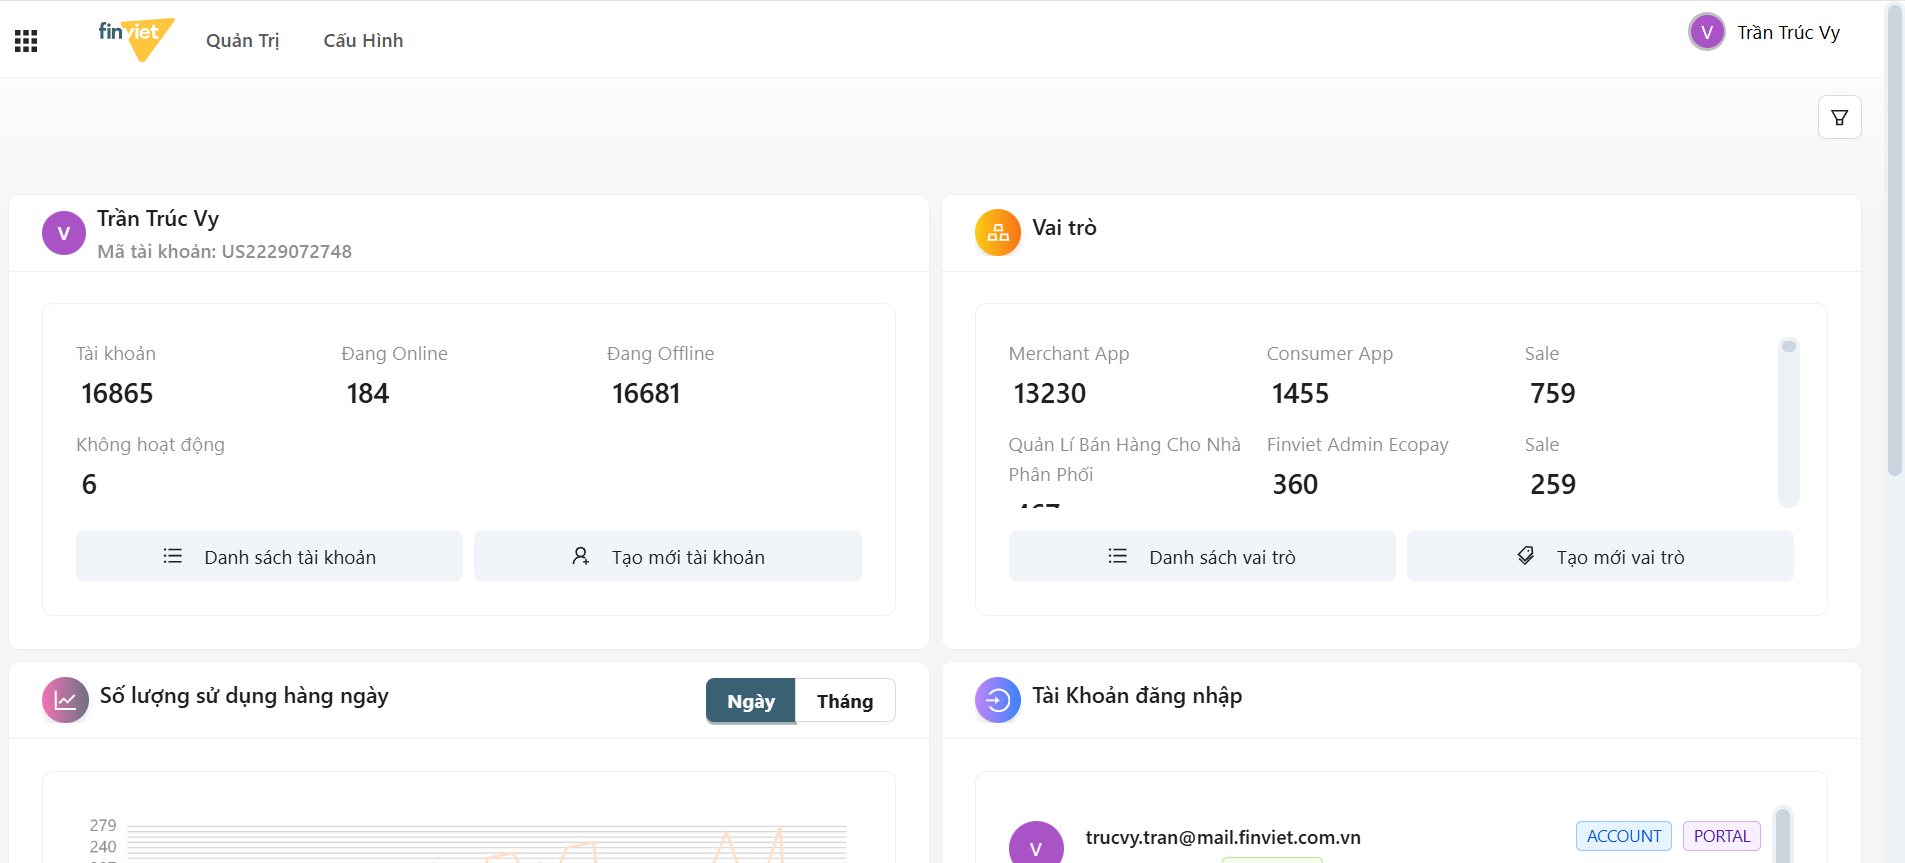 finviet
Quản Trị
Cấu Hình
V
Trần Trúc Vy
V
Trần Trúc Vy
Mã tài khoản: US2229072748
Tài khoản
Đang Online
Đang Offline
16865
184
16681
Không hoạt động
6
Danh sách tài khoản
Tạo mới tài khoản
Vai trò
Merchant App
Consumer App
Sale
13230
1455
759
Quản Lí Bán Hàng Cho Nhà
Phân Phối
Finviet Admin Ecopay
Sale
360
259
Danh sách vai trò
Tạo mới vai trò
Số lượng sử dụng hàng ngày
Ngày
Tháng
279
240
Tài Khoản đăng nhập
V
trucvy.tran@mail.finviet.com.vn
ACCOUNT
PORTAL